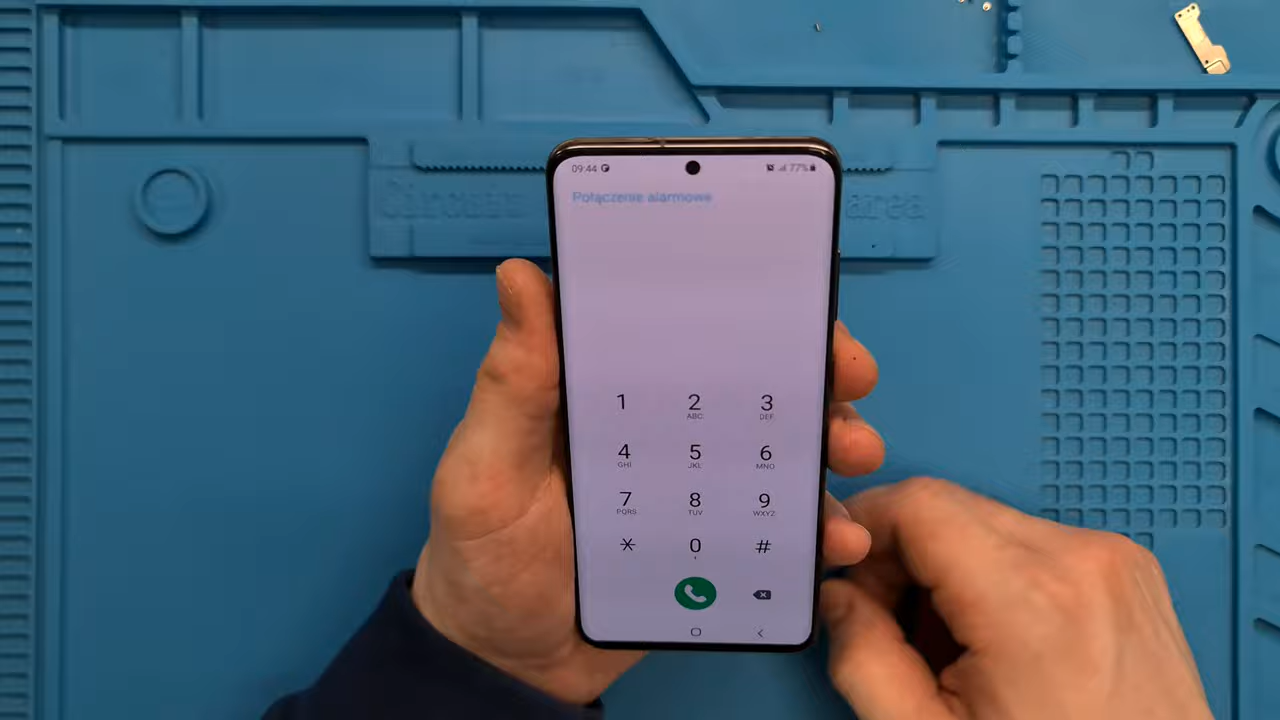 09:44 77%
Połączenie alarmowe
area
1 2 3
ABC DEF
4 5 6
GHI JKL MNO
7 8 9
PQRS TUV WXYZ
* 0 #
+